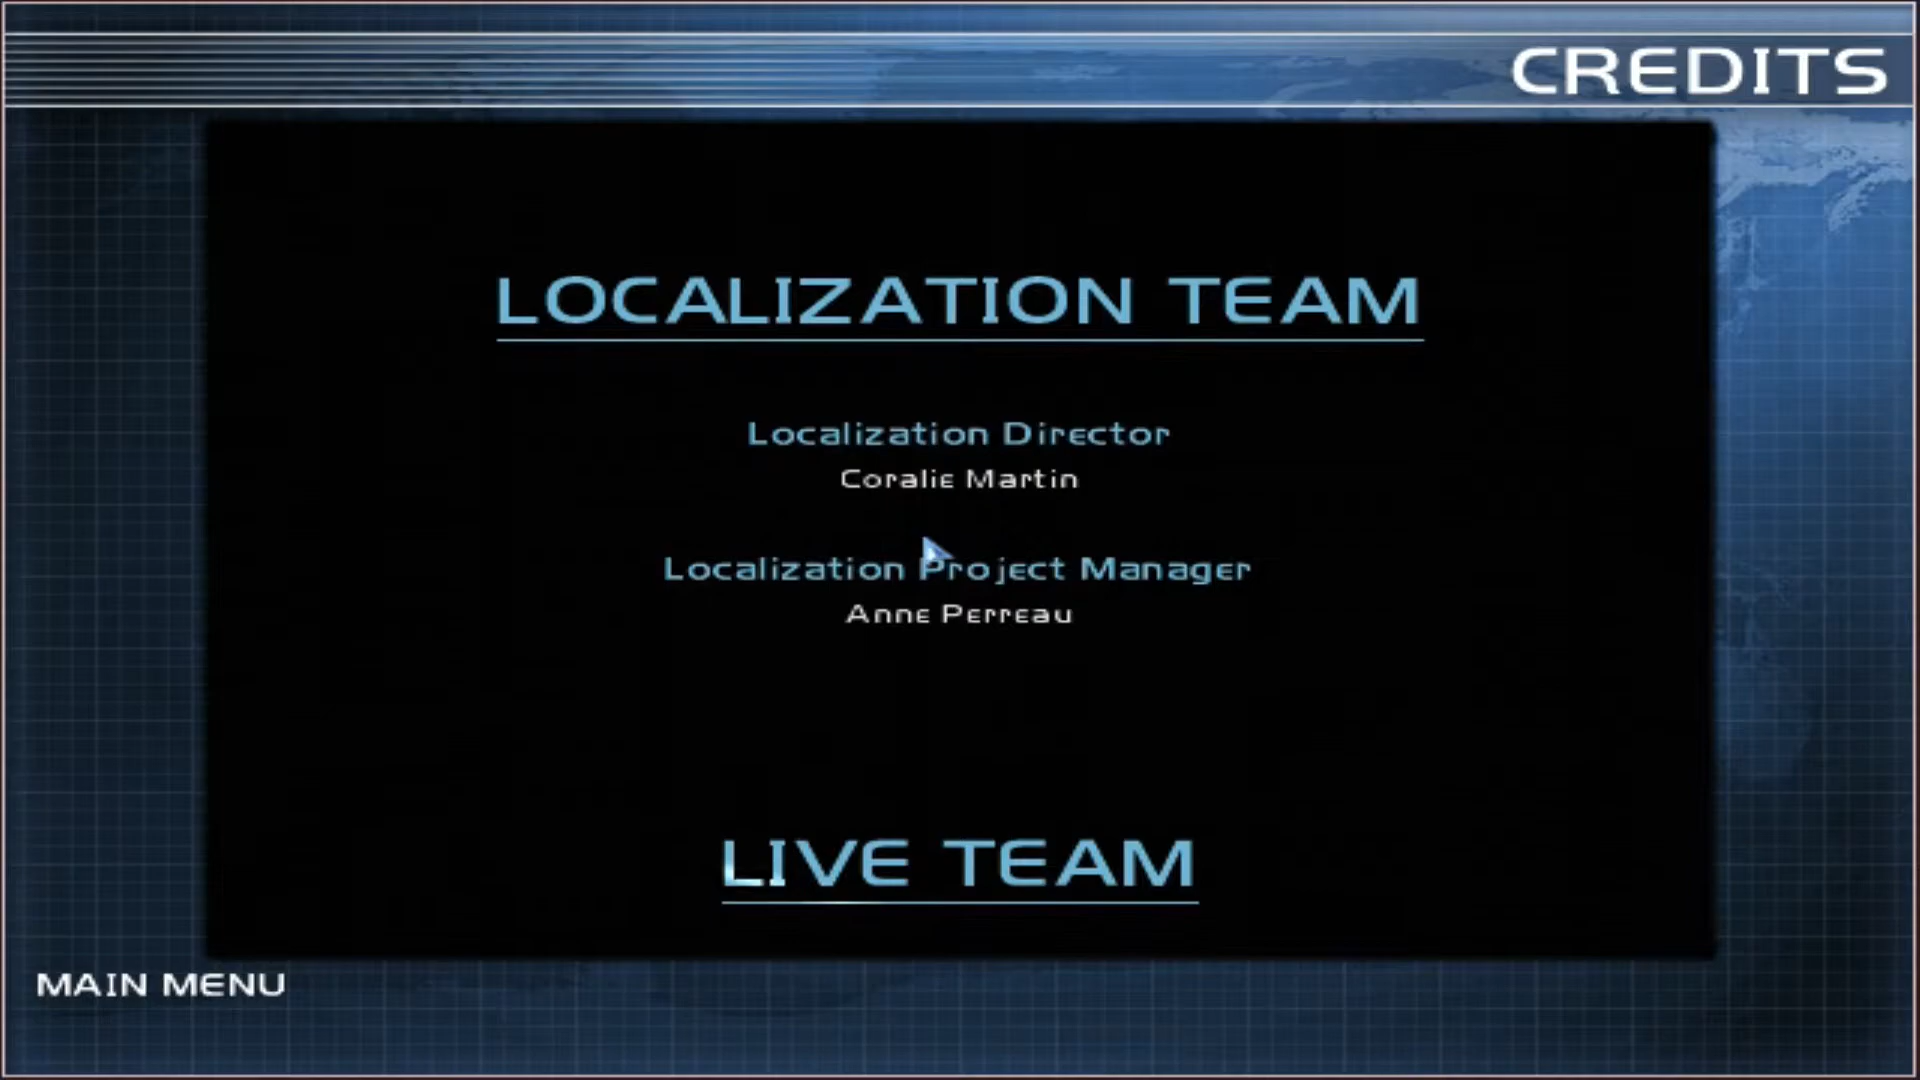 CREDITS
LOCALIZATION TEAM
Localization Director
Coralie Martin
Localization Project Manager
Anne Perreau
LIVE TEAM
MAIN MENU